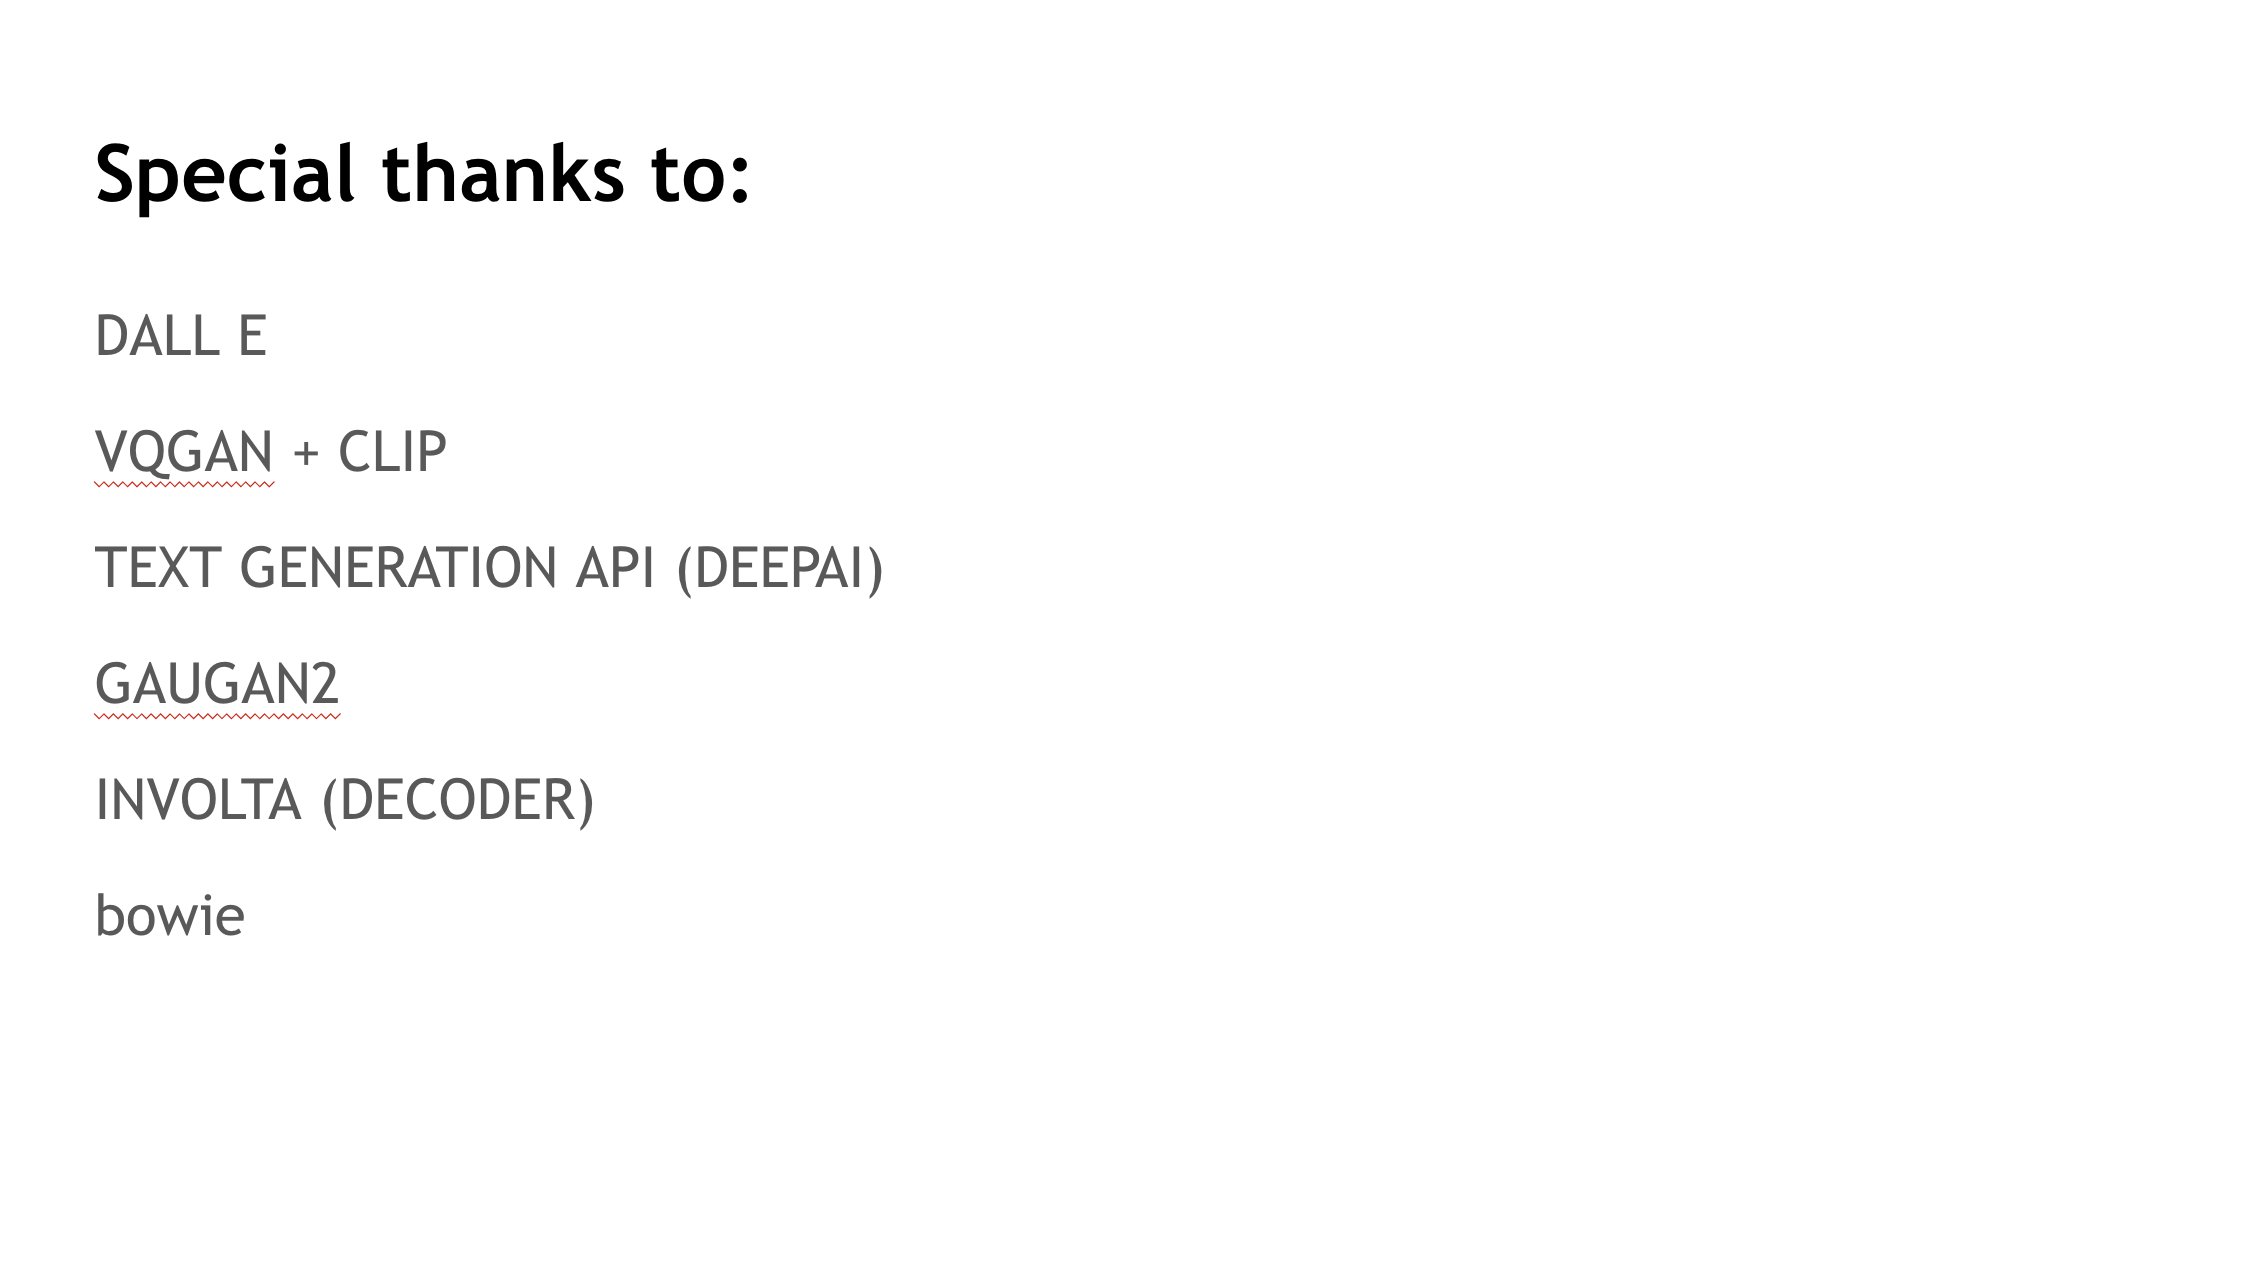 Special thanks to:
DALL E
VQGAN + CLIP
TEXT GENERATION API (DEEPAI)
GAUGAN2
INVOLTA (DECODER)
bowie